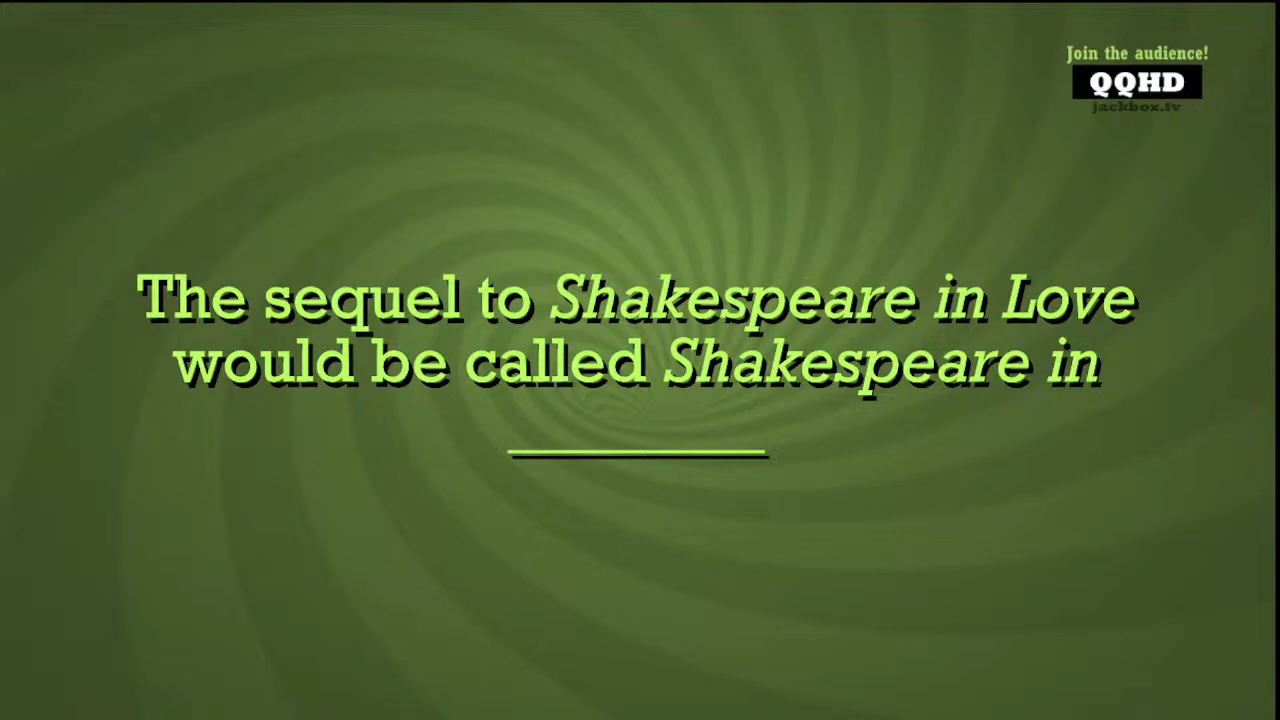 Join the audience!
QQHD
jackbox.tv
The sequel to Shakespeare in Love
would be called Shakespeare in